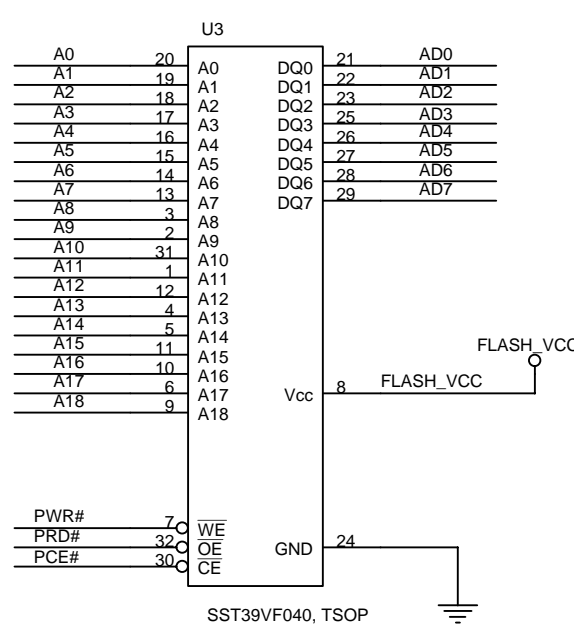 U3
A0 20 A0 DQ0 21 AD0
A1 19 A1 DQ1 22 AD1
A2 18 A2 DQ2 23 AD2
A3 17 A3 DQ3 25 AD3
A4 16 A4 DQ4 26 AD4
A5 15 A5 DQ5 27 AD5
A6 14 A6 DQ6 28 AD6
A7 13 A7 DQ7 29 AD7
A8 3 A8
A9 2 A9
A10 31 A10
A11 1 A11
A12 12 A12
A13 4 A13
A14 5 A14
A15 11 A15
A16 10 A16
A17 6 A17
A18 9 A18
FLASH_VCC
Vcc 8 FLASH_VCC
PWR# 7 WE
PRD# 32 OE
PCE# 30 CE
GND 24
SST39VF040, TSOP